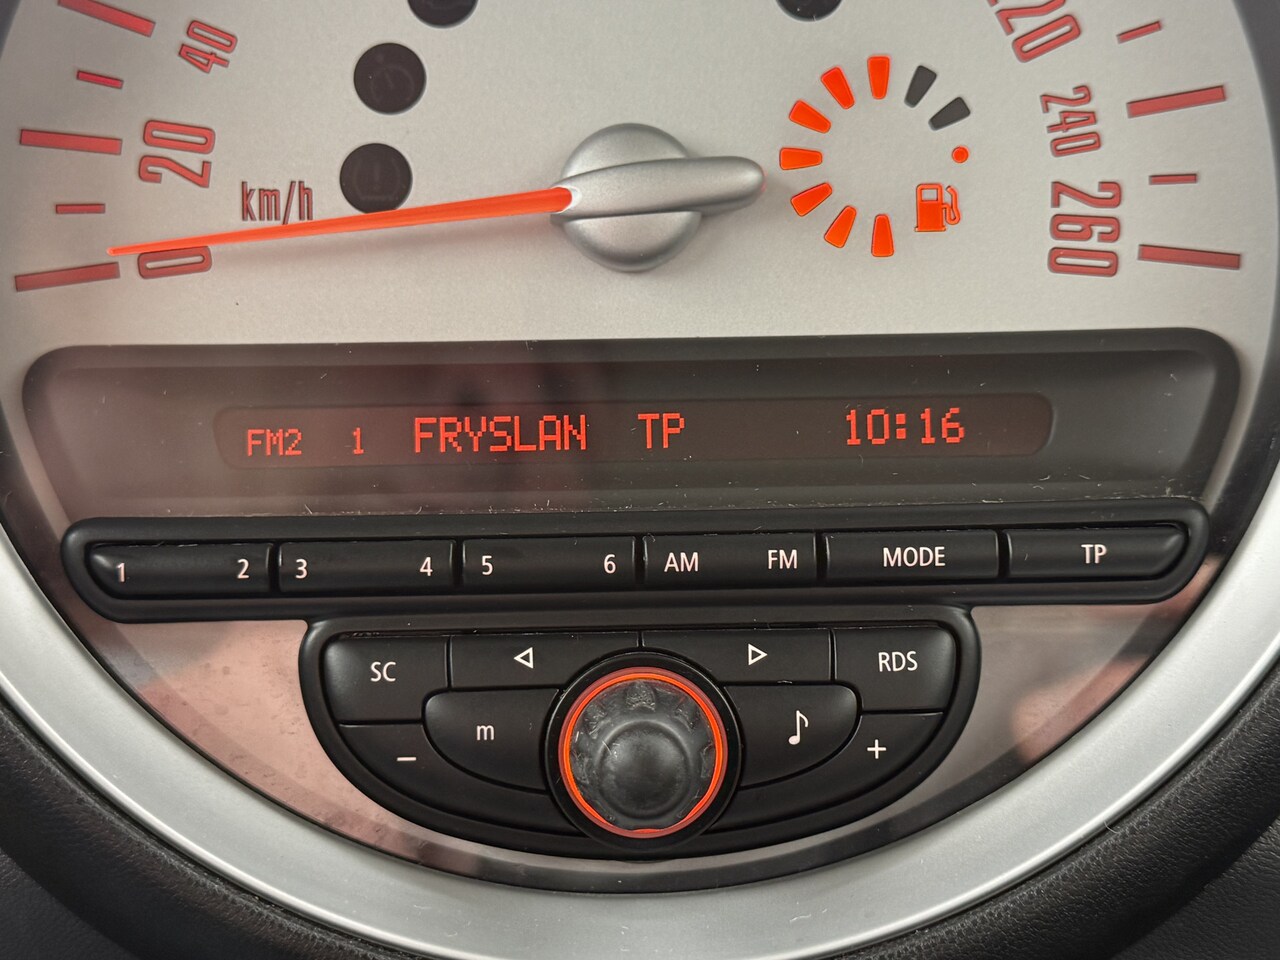 40
20
km/h
0
220
240
260
FM2 1 FRYSLAN TP 10:16
1 2 3 4 5 6 AM FM MODE TP
SC RDS
m
− +